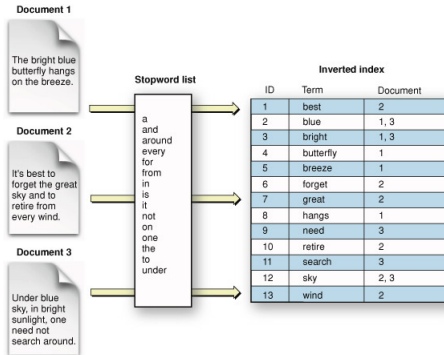 Document 1
The bright blue
butterfly hangs
on the breeze.
Document 2
It's best to
forget the great
sky and to
retire from
every wind.
Document 3
Under blue
sky, in bright
sunlight, one
need not
search around.
Stopword list
a
and
around
every
for
from
in
is
it
not
on
one
the
to
under
Inverted index
ID Term Document
1 best 2
2 blue 1, 3
3 bright 1, 3
4 butterfly 1
5 breeze 1
6 forget 2
7 great 2
8 hangs 1
9 need 3
10 retire 2
11 search 3
12 sky 2, 3
13 wind 2